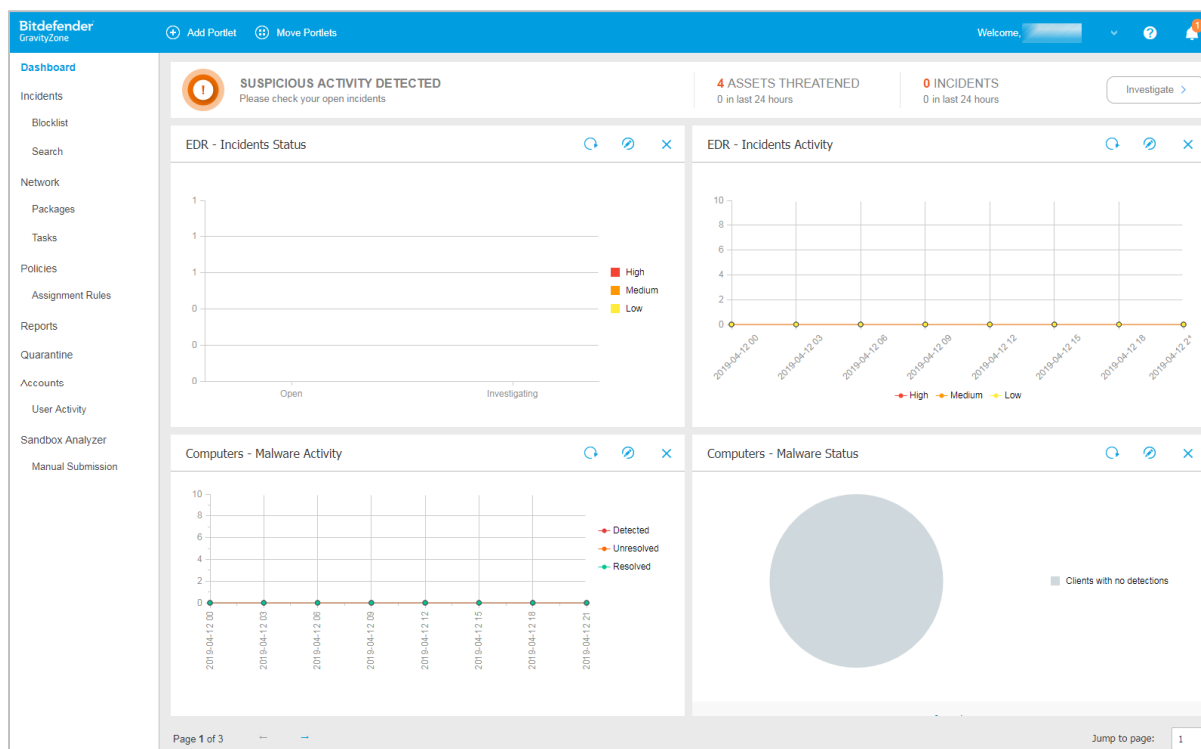 Bitdefender
GravityZone
Add Portlet
Move Portlets
Welcome,
1
Dashboard
Incidents
Blocklist
Search
Network
Packages
Tasks
Policies
Assignment Rules
Reports
Quarantine
Accounts
User Activity
Sandbox Analyzer
Manual Submission
SUSPICIOUS ACTIVITY DETECTED
Please check your open incidents
4 ASSETS THREATENED
0 in last 24 hours
0 INCIDENTS
0 in last 24 hours
Investigate
EDR - Incidents Status
1
1
1
0
0
0
Open
Investigating
High
Medium
Low
EDR - Incidents Activity
10
8
6
4
2
0
2019-04-12 00
2019-04-12 03
2019-04-12 06
2019-04-12 09
2019-04-12 12
2019-04-12 15
2019-04-12 18
2019-04-12 2
High Medium Low
Computers - Malware Activity
10
8
6
4
2
0
2019-04-12 00
2019-04-12 03
2019-04-12 06
2019-04-12 09
2019-04-12 12
2019-04-12 15
2019-04-12 18
2019-04-12 21
Detected
Unresolved
Resolved
Computers - Malware Status
Clients with no detections
Page 1 of 3
Jump to page: 1